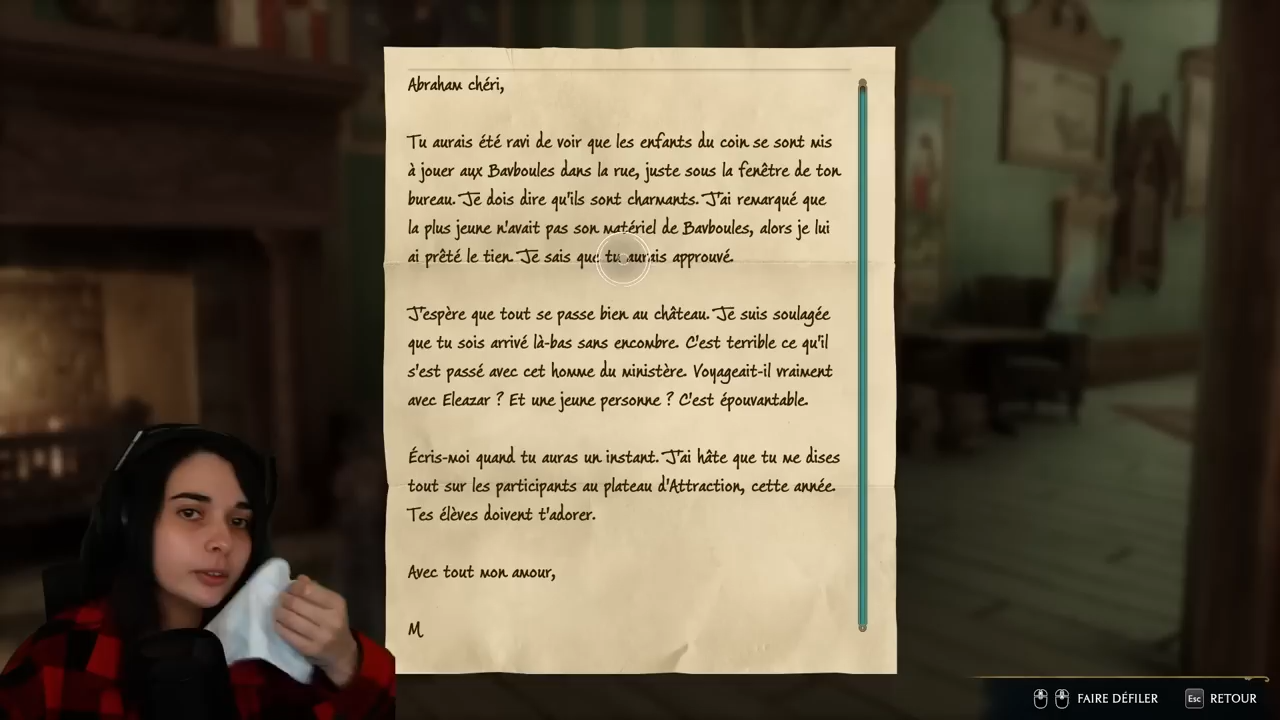 Abraham chéri,
Tu aurais été ravi de voir que les enfants du coin se sont mis
à jouer aux Bavboules dans la rue, juste sous la fenêtre de ton
bureau. Je dois dire qu'ils sont charmants. J'ai remarqué que
la plus jeune n'avait pas son matériel de Bavboules, alors je lui
ai prêté le tien. Je sais que tu aurais approuvé.
J'espère que tout se passe bien au château. Je suis soulagée
que tu sois arrivé là-bas sans encombre. C'est terrible ce qu'il
s'est passé avec cet homme du ministère. Voyageait-il vraiment
avec Eleazar ? Et une jeune personne ? C'est épouvantable.
Écris-moi quand tu auras un instant. J'ai hâte que tu me dises
tout sur les participants au plateau d'Attraction, cette année.
Tes élèves doivent t'adorer.
Avec tout mon amour,
M
FAIRE DÉFILER Esc RETOUR